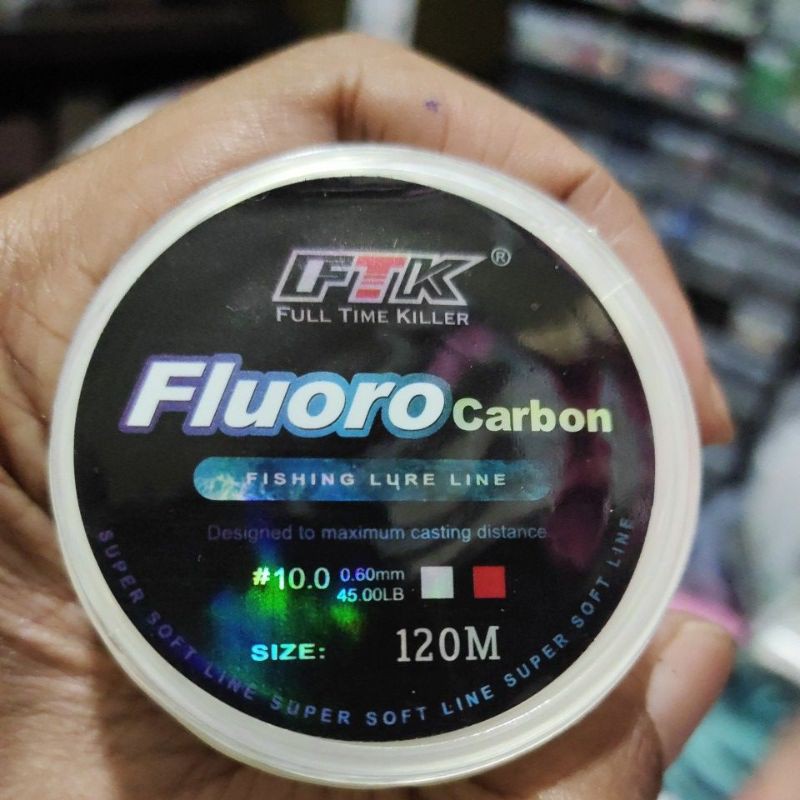 FTK®
FULL TIME KILLER
Fluoro Carbon
FISHING LURE LINE
Designed to maximum casting distance
#10.0 0.60mm
45.00LB
SIZE: 120M
SUPER SOFT LINE SUPER SOFT LINE SUPER SOFT LINE